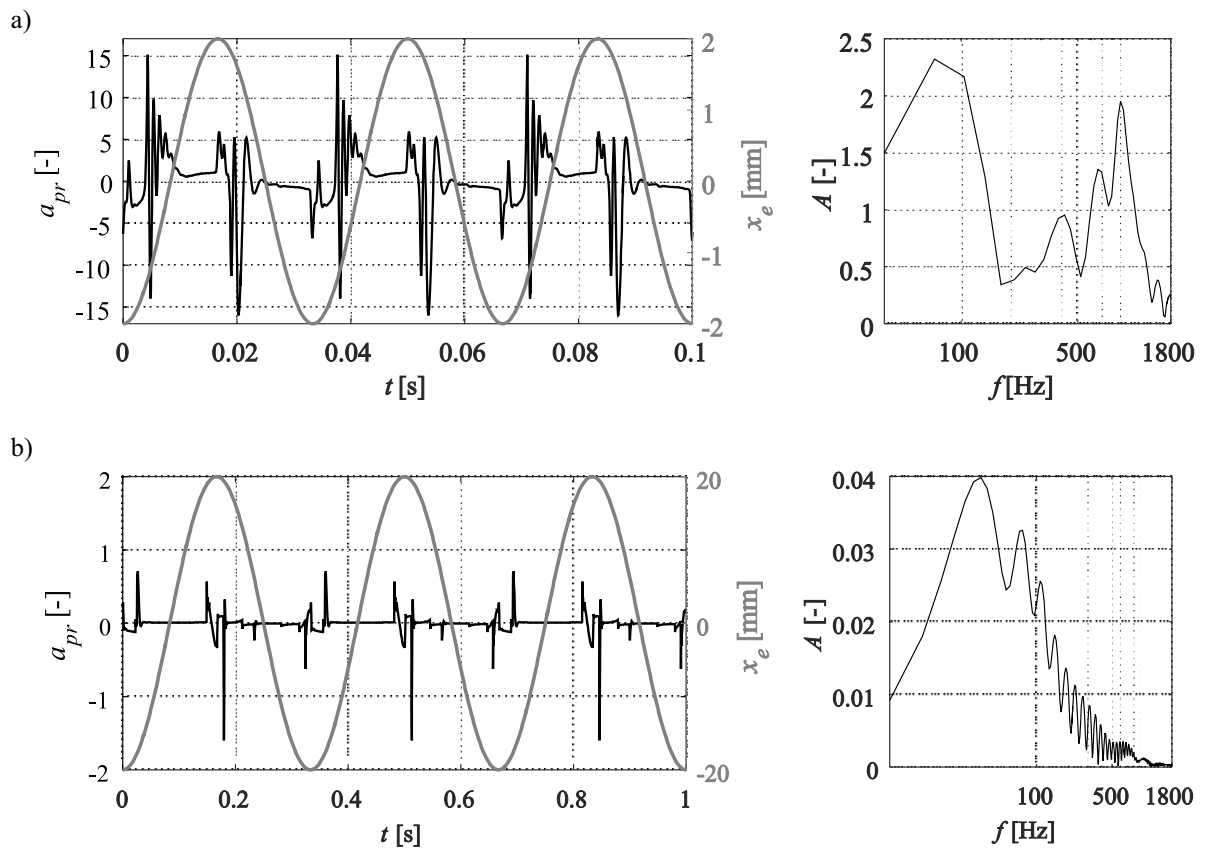 a)
15
10
5
0
-5
-10
-15
a_pr [-]
2
1
0
-1
-2
x_e [mm]
0 0.02 0.04 0.06 0.08 0.1
t [s]
2.5
2
1.5
1
0.5
0
A [-]
100 500 1800
f [Hz]
b)
2
1
0
-1
-2
a_pr [-]
20
0
-20
x_e [mm]
0 0.2 0.4 0.6 0.8 1
t [s]
0.04
0.03
0.02
0.01
0
A [-]
100 500 1800
f [Hz]